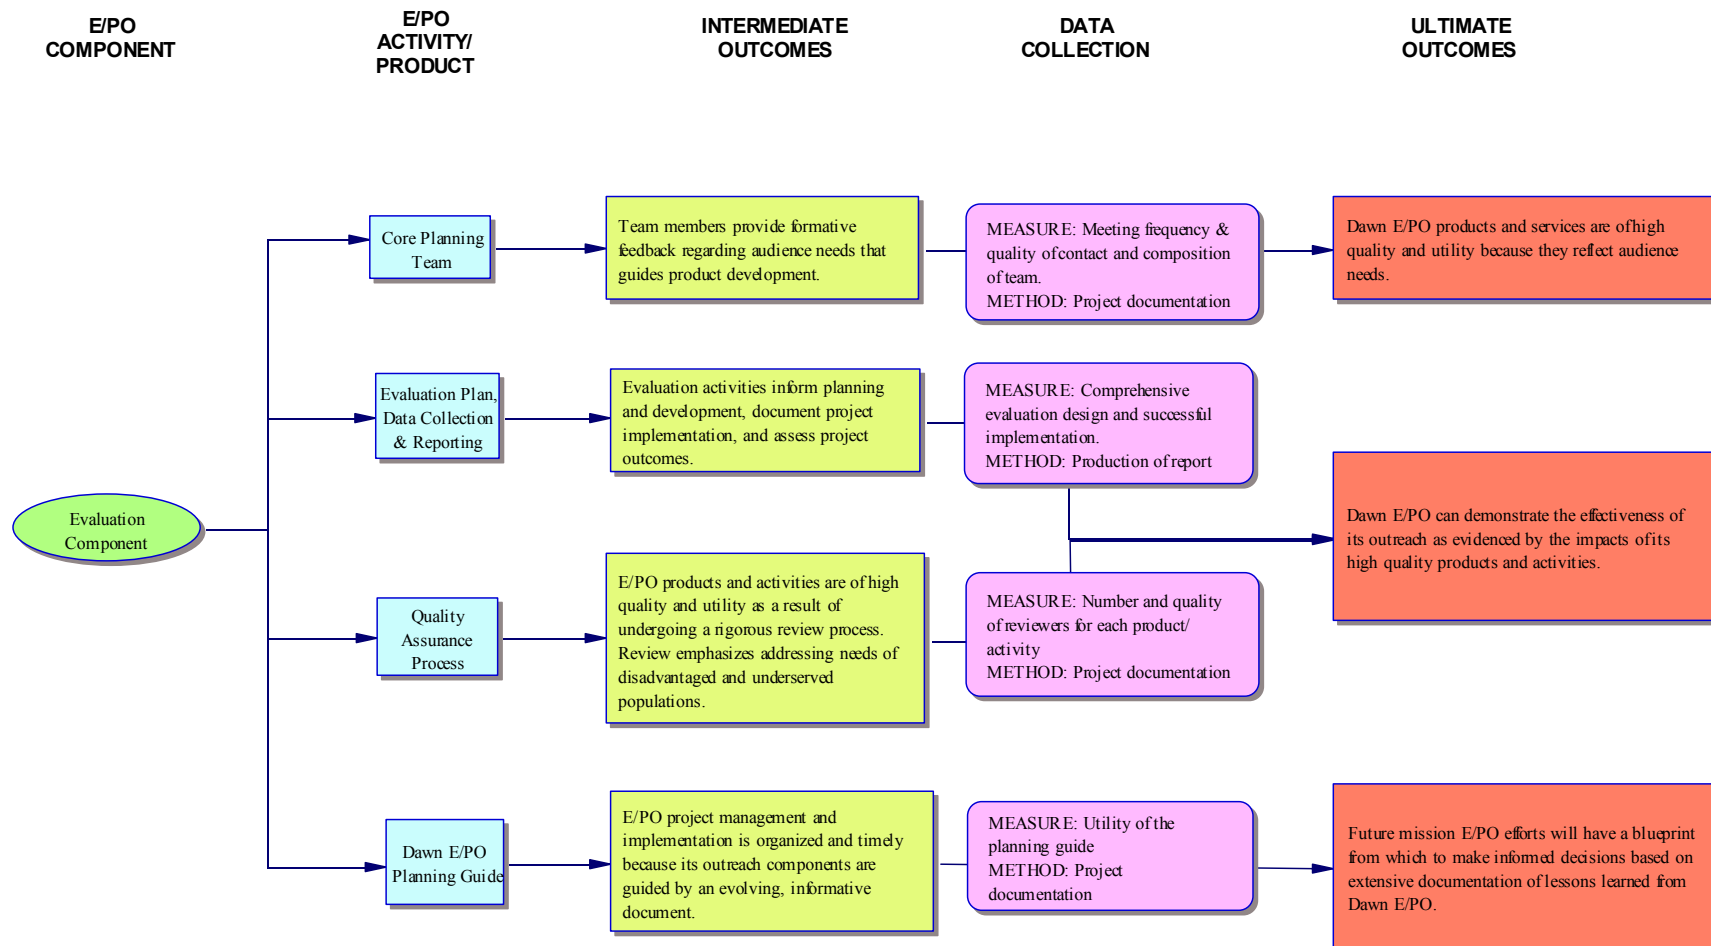 E/PO
COMPONENT
E/PO
ACTIVITY/
PRODUCT
INTERMEDIATE
OUTCOMES
DATA
COLLECTION
ULTIMATE
OUTCOMES
Evaluation
Component
Core Planning
Team
Team members provide formative
feedback regarding audience needs that
guides product development.
MEASURE: Meeting frequency &
quality of contact and composition
of team.
METHOD: Project documentation
Dawn E/PO products and services are of high
quality and utility because they reflect audience
needs.
Evaluation Plan,
Data Collection
& Reporting
Evaluation activities inform planning
and development, document project
implementation, and assess project
outcomes.
MEASURE: Comprehensive
evaluation design and successful
implementation.
METHOD: Production of report
Dawn E/PO can demonstrate the effectiveness of
its outreach as evidenced by the impacts of its
high quality products and activities.
Quality
Assurance
Process
E/PO products and activities are of high
quality and utility as a result of
undergoing a rigorous review process.
Review emphasizes addressing needs of
disadvantaged and underserved
populations.
MEASURE: Number and quality
of reviewers for each product/
activity
METHOD: Project documentation
Dawn E/PO
Planning Guide
E/PO project management and
implementation is organized and timely
because its outreach components are
guided by an evolving, informative
document.
MEASURE: Utility of the
planning guide
METHOD: Project
documentation
Future mission E/PO efforts will have a blueprint
from which to make informed decisions based on
extensive documentation of lessons learned from
Dawn E/PO.